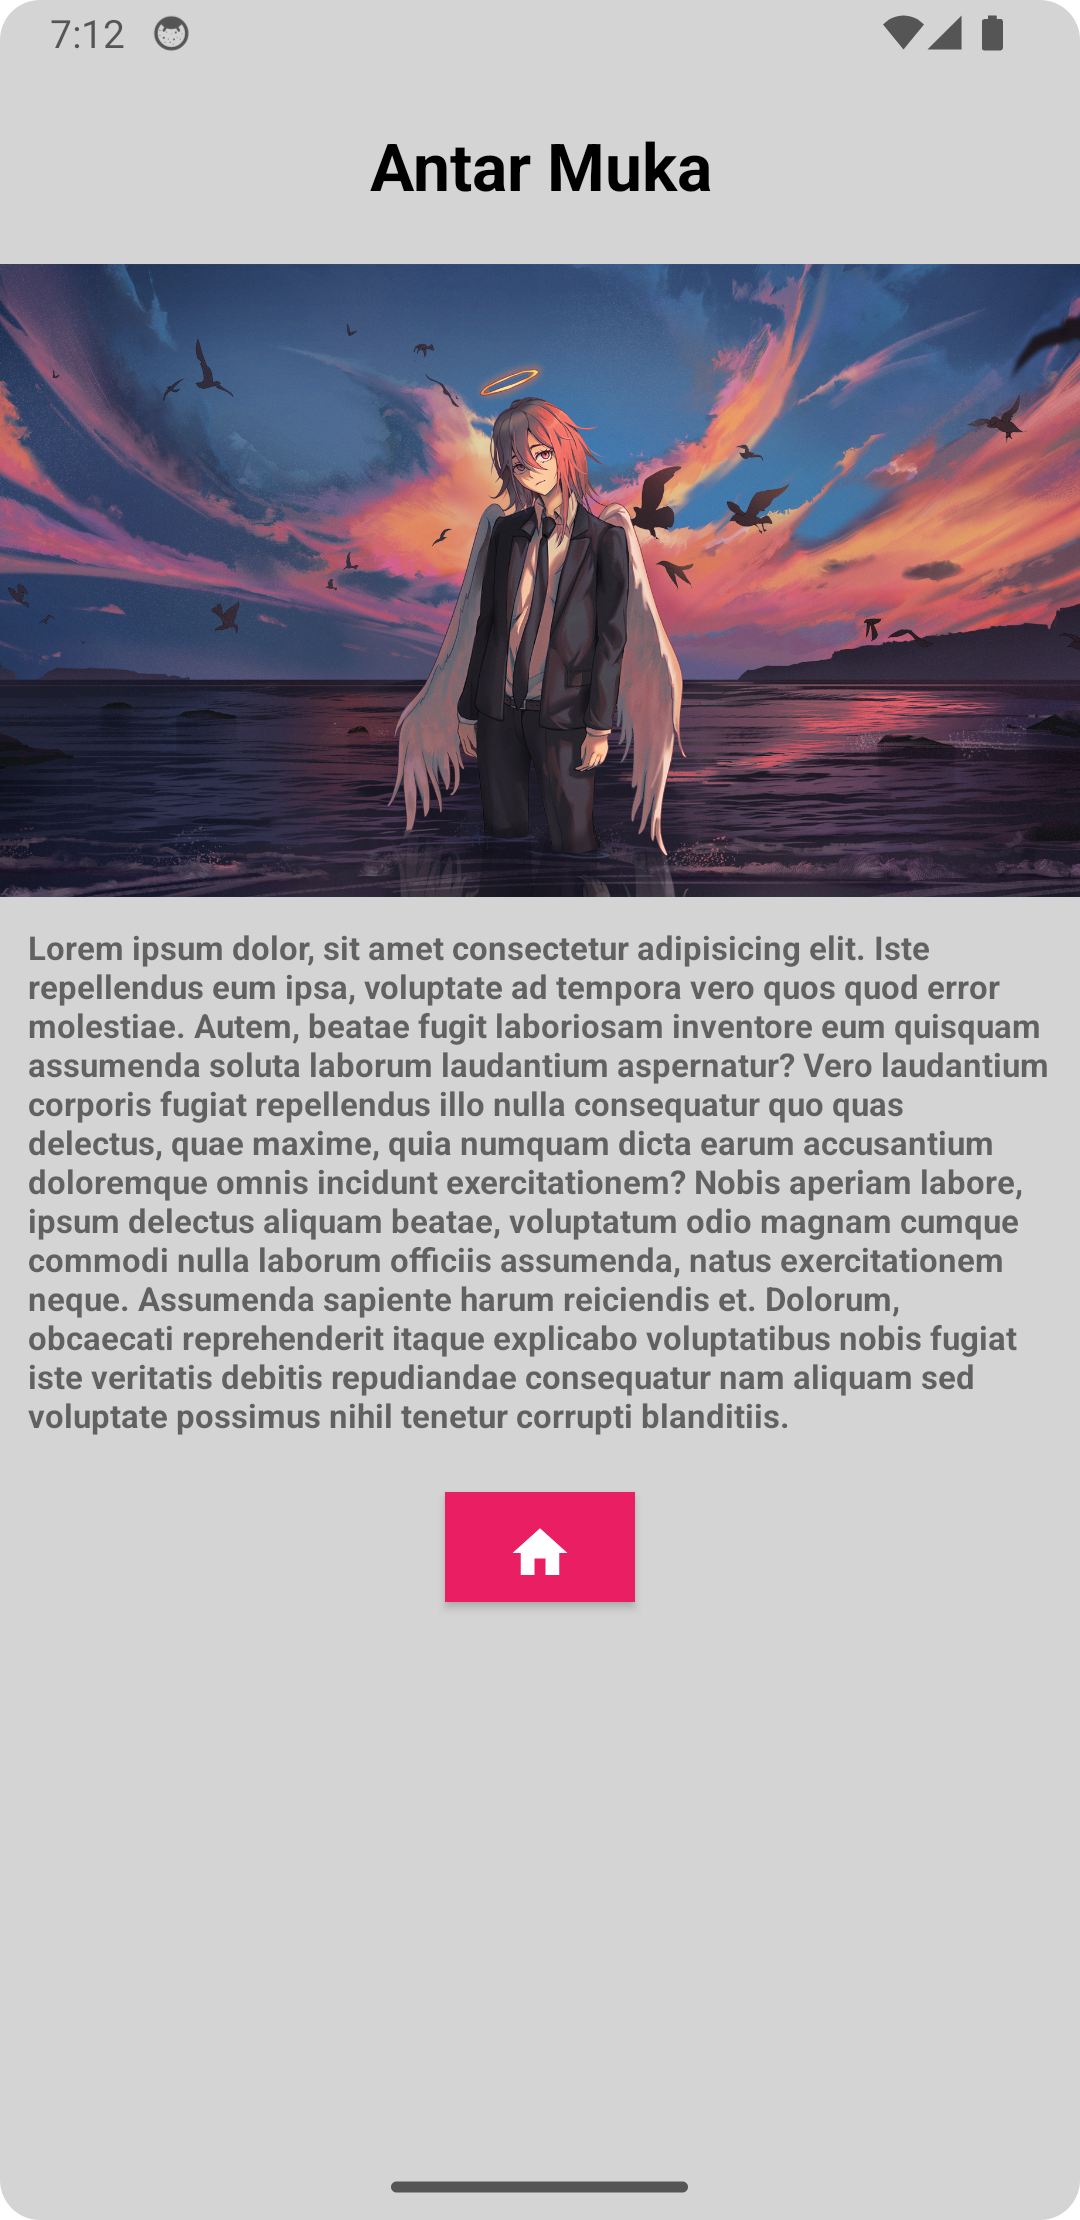 7:12
Antar Muka
Lorem ipsum dolor, sit amet consectetur adipisicing elit. Iste
repellendus eum ipsa, voluptate ad tempora vero quos quod error
molestiae. Autem, beatae fugit laboriosam inventore eum quisquam
assumenda soluta laborum laudantium aspernatur? Vero laudantium
corporis fugiat repellendus illo nulla consequatur quo quas
delectus, quae maxime, quia numquam dicta earum accusantium
doloremque omnis incidunt exercitationem? Nobis aperiam labore,
ipsum delectus aliquam beatae, voluptatum odio magnam cumque
commodi nulla laborum officiis assumenda, natus exercitationem
neque. Assumenda sapiente harum reiciendis et. Dolorum,
obcaecati reprehenderit itaque explicabo voluptatibus nobis fugiat
iste veritatis debitis repudiandae consequatur nam aliquam sed
voluptate possimus nihil tenetur corrupti blanditiis.